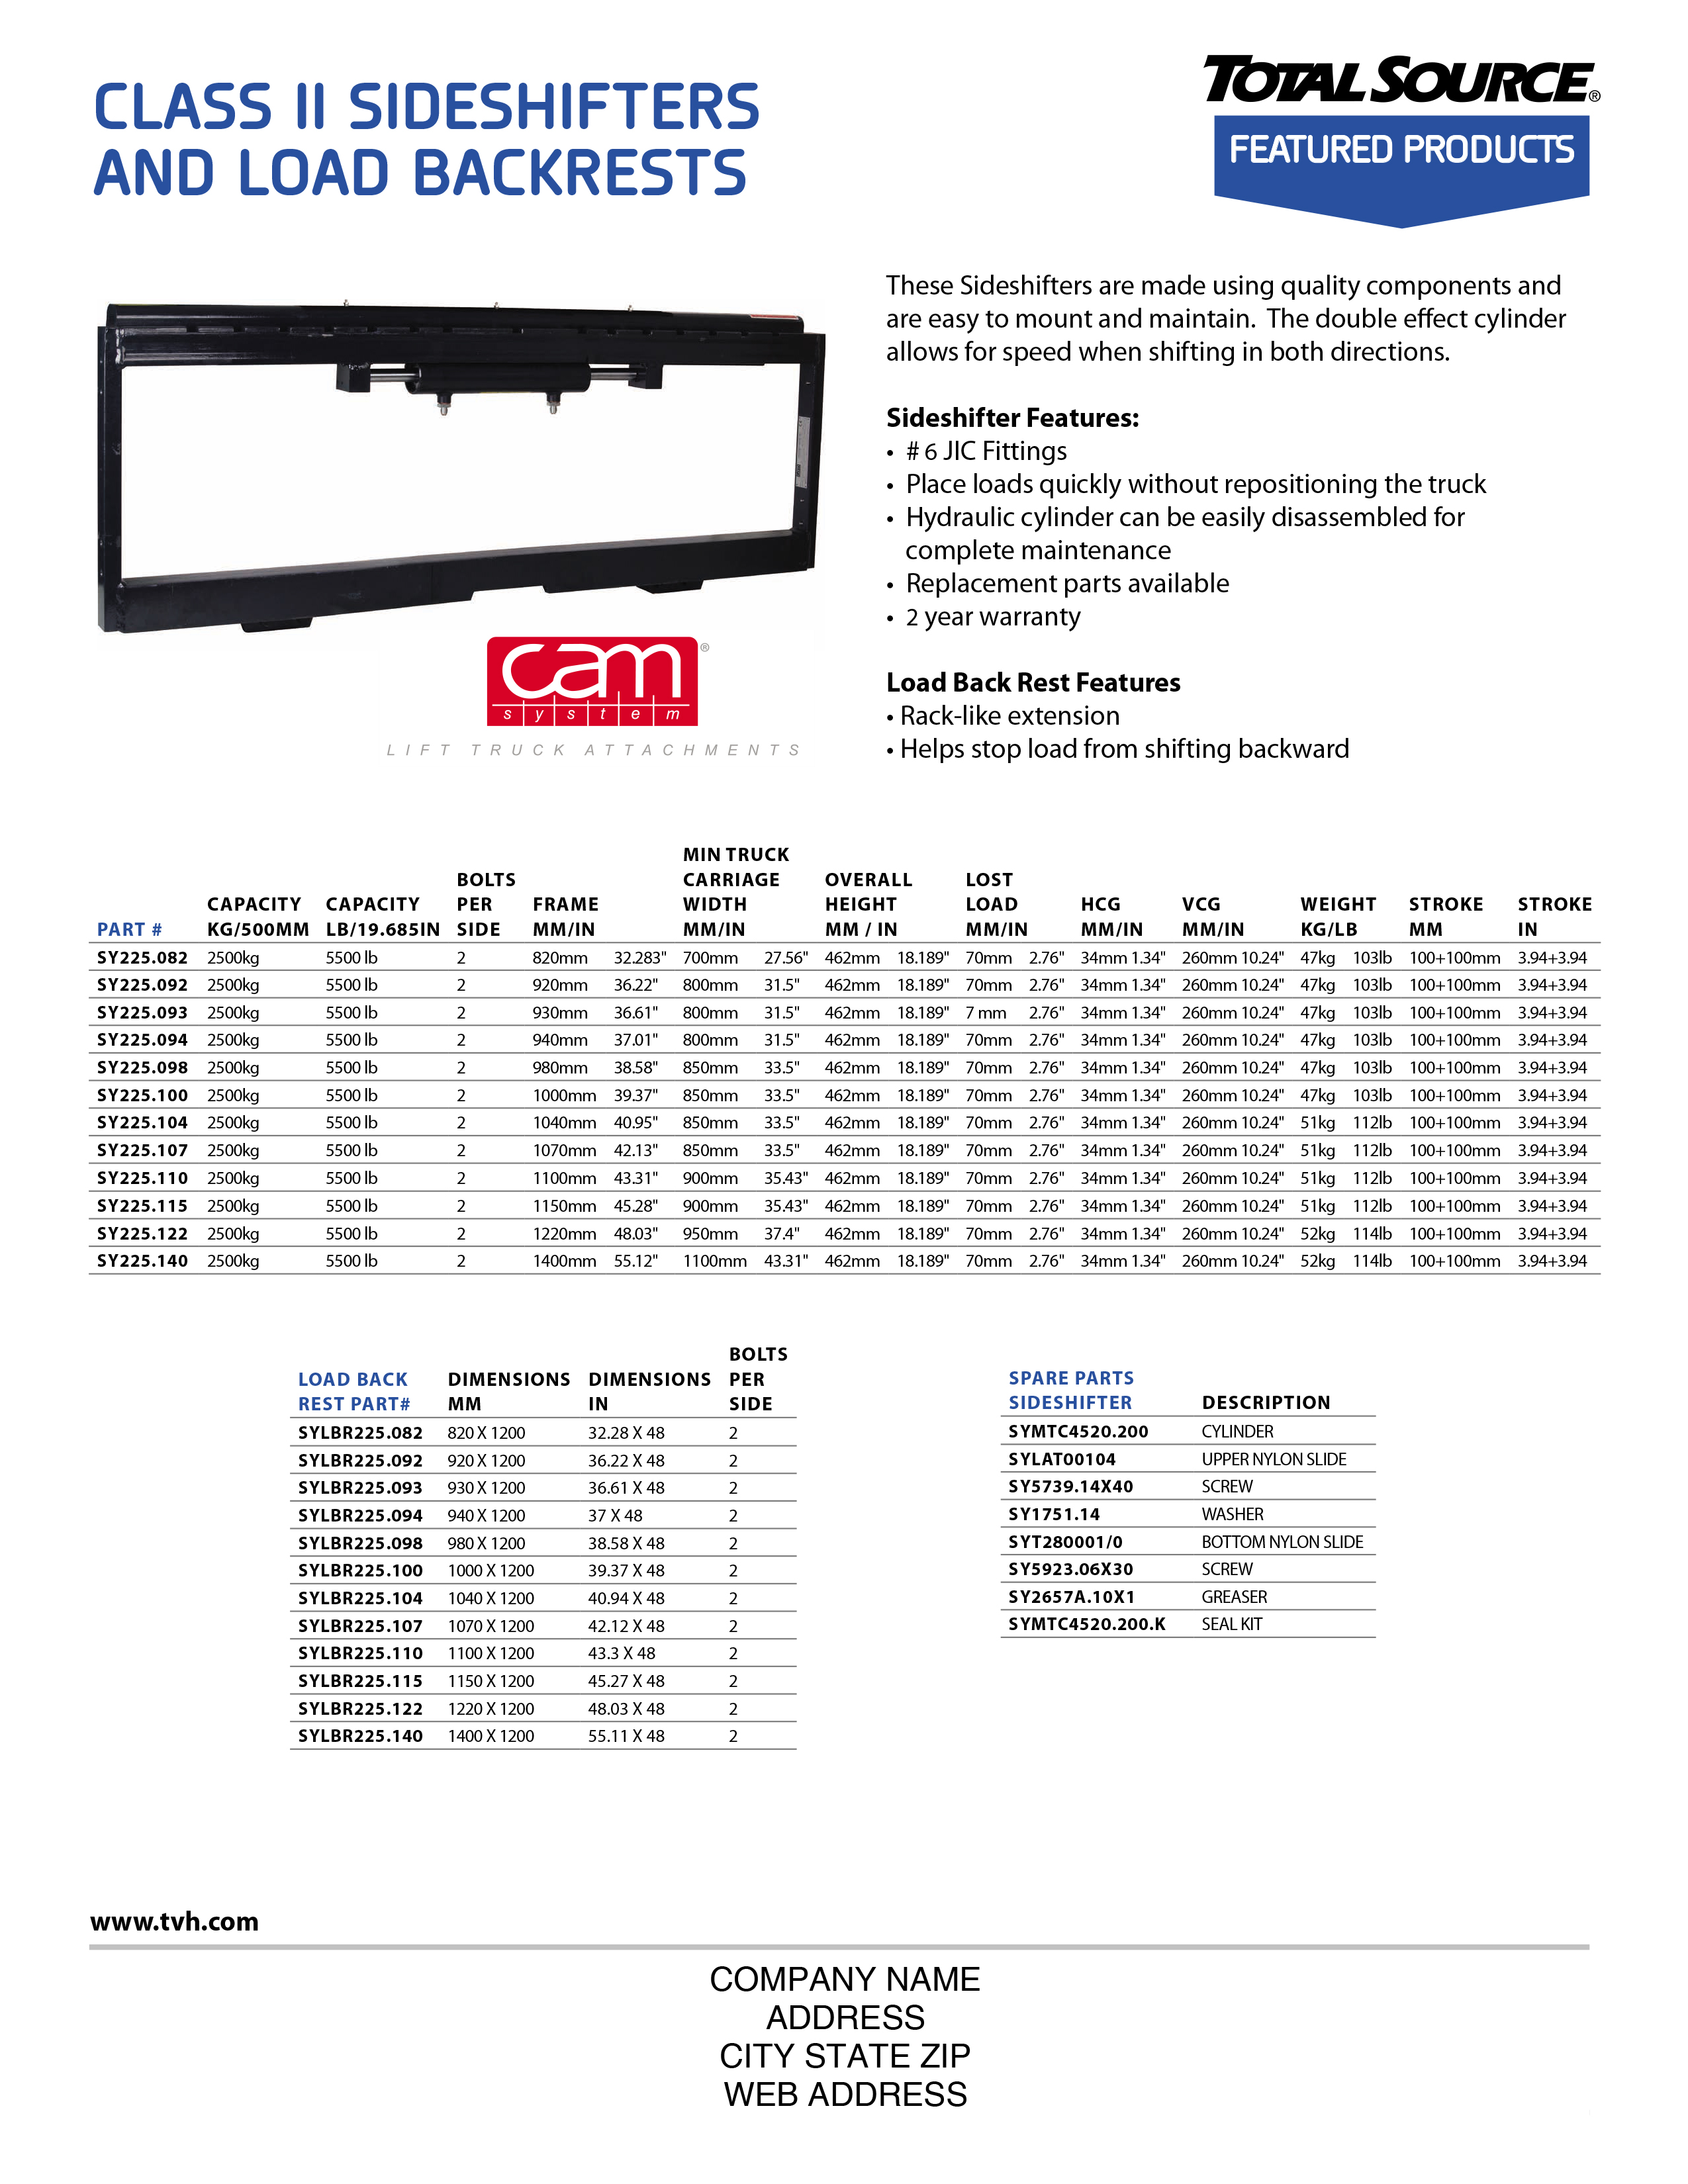 CLASS II SIDESHIFTERS
AND LOAD BACKRESTS
TOTALSOURCE®
FEATURED PRODUCTS
These Sideshifters are made using quality components and
are easy to mount and maintain. The double effect cylinder
allows for speed when shifting in both directions.
Sideshifter Features:
• # 6 JIC Fittings
• Place loads quickly without repositioning the truck
• Hydraulic cylinder can be easily disassembled for
complete maintenance
• Replacement parts available
• 2 year warranty
cam®
system
LIFT TRUCK ATTACHMENTS
Load Back Rest Features
• Rack-like extension
• Helps stop load from shifting backward
MIN TRUCK
BOLTS CARRIAGE OVERALL LOST
CAPACITY CAPACITY PER FRAME WIDTH HEIGHT LOAD HCG VCG WEIGHT STROKE STROKE
PART # KG/500MM LB/19.685IN SIDE MM/IN MM/IN MM / IN MM/IN MM/IN MM/IN KG/LB MM IN
SY225.082 2500kg 5500 lb 2 820mm 32.283" 700mm 27.56" 462mm 18.189" 70mm 2.76" 34mm 1.34" 260mm 10.24" 47kg 103lb 100+100mm 3.94+3.94
SY225.092 2500kg 5500 lb 2 920mm 36.22" 800mm 31.5" 462mm 18.189" 70mm 2.76" 34mm 1.34" 260mm 10.24" 47kg 103lb 100+100mm 3.94+3.94
SY225.093 2500kg 5500 lb 2 930mm 36.61" 800mm 31.5" 462mm 18.189" 7 mm 2.76" 34mm 1.34" 260mm 10.24" 47kg 103lb 100+100mm 3.94+3.94
SY225.094 2500kg 5500 lb 2 940mm 37.01" 800mm 31.5" 462mm 18.189" 70mm 2.76" 34mm 1.34" 260mm 10.24" 47kg 103lb 100+100mm 3.94+3.94
SY225.098 2500kg 5500 lb 2 980mm 38.58" 850mm 33.5" 462mm 18.189" 70mm 2.76" 34mm 1.34" 260mm 10.24" 47kg 103lb 100+100mm 3.94+3.94
SY225.100 2500kg 5500 lb 2 1000mm 39.37" 850mm 33.5" 462mm 18.189" 70mm 2.76" 34mm 1.34" 260mm 10.24" 47kg 103lb 100+100mm 3.94+3.94
SY225.104 2500kg 5500 lb 2 1040mm 40.95" 850mm 33.5" 462mm 18.189" 70mm 2.76" 34mm 1.34" 260mm 10.24" 51kg 112lb 100+100mm 3.94+3.94
SY225.107 2500kg 5500 lb 2 1070mm 42.13" 850mm 33.5" 462mm 18.189" 70mm 2.76" 34mm 1.34" 260mm 10.24" 51kg 112lb 100+100mm 3.94+3.94
SY225.110 2500kg 5500 lb 2 1100mm 43.31" 900mm 35.43" 462mm 18.189" 70mm 2.76" 34mm 1.34" 260mm 10.24" 51kg 112lb 100+100mm 3.94+3.94
SY225.115 2500kg 5500 lb 2 1150mm 45.28" 900mm 35.43" 462mm 18.189" 70mm 2.76" 34mm 1.34" 260mm 10.24" 51kg 112lb 100+100mm 3.94+3.94
SY225.122 2500kg 5500 lb 2 1220mm 48.03" 950mm 37.4" 462mm 18.189" 70mm 2.76" 34mm 1.34" 260mm 10.24" 52kg 114lb 100+100mm 3.94+3.94
SY225.140 2500kg 5500 lb 2 1400mm 55.12" 1100mm 43.31" 462mm 18.189" 70mm 2.76" 34mm 1.34" 260mm 10.24" 52kg 114lb 100+100mm 3.94+3.94
BOLTS
LOAD BACK DIMENSIONS DIMENSIONS PER
REST PART# MM IN SIDE
SYLBR225.082 820 X 1200 32.28 X 48 2
SYLBR225.092 920 X 1200 36.22 X 48 2
SYLBR225.093 930 X 1200 36.61 X 48 2
SYLBR225.094 940 X 1200 37 X 48 2
SYLBR225.098 980 X 1200 38.58 X 48 2
SYLBR225.100 1000 X 1200 39.37 X 48 2
SYLBR225.104 1040 X 1200 40.94 X 48 2
SYLBR225.107 1070 X 1200 42.12 X 48 2
SYLBR225.110 1100 X 1200 43.3 X 48 2
SYLBR225.115 1150 X 1200 45.27 X 48 2
SYLBR225.122 1220 X 1200 48.03 X 48 2
SYLBR225.140 1400 X 1200 55.11 X 48 2
SPARE PARTS
SIDESHIFTER DESCRIPTION
SYMTC4520.200 CYLINDER
SYLAT00104 UPPER NYLON SLIDE
SY5739.14X40 SCREW
SY1751.14 WASHER
SYT280001/0 BOTTOM NYLON SLIDE
SY5923.06X30 SCREW
SY2657A.10X1 GREASER
SYMTC4520.200.K SEAL KIT
www.tvh.com
COMPANY NAME
ADDRESS
CITY STATE ZIP
WEB ADDRESS